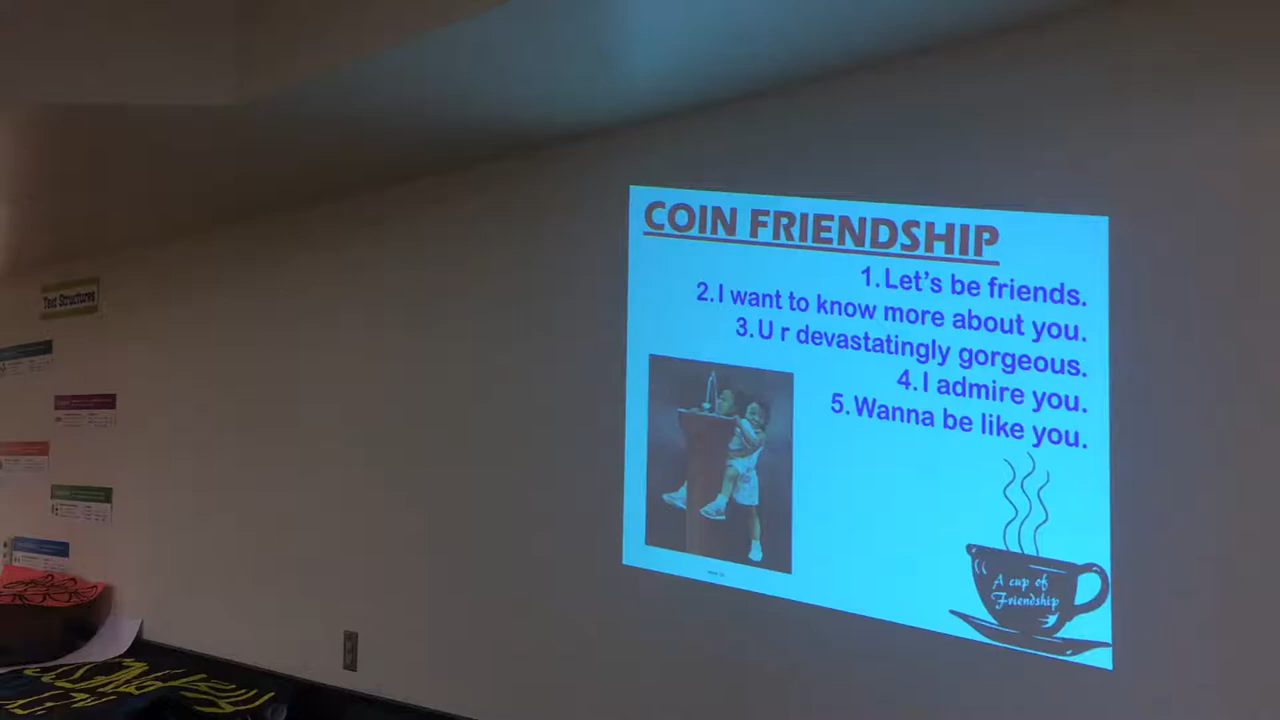 COIN FRIENDSHIP
1. Let's be friends.
2. I want to know more about you.
3. U r devastatingly gorgeous.
4. I admire you.
5. Wanna be like you.
A cup of
Friendship
Text Structures